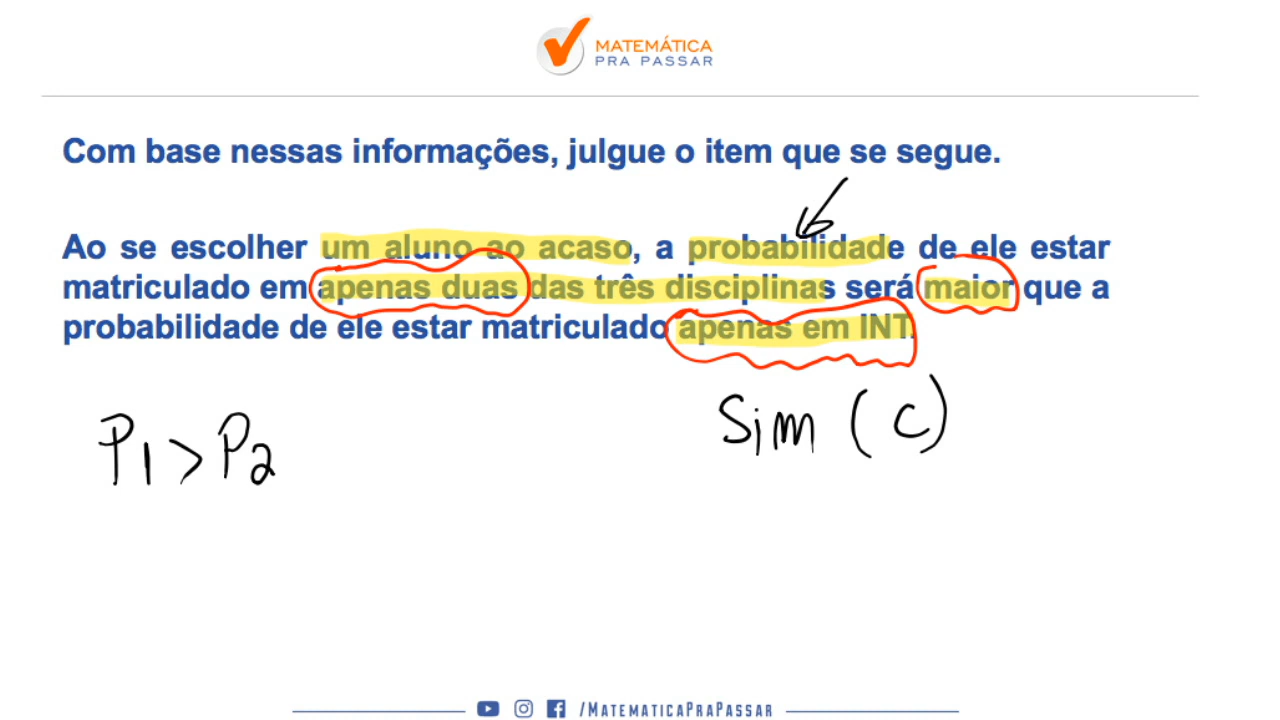 MATEMÁTICA
PRA PASSAR
Com base nessas informações, julgue o item que se segue.
Ao se escolher um aluno ao acaso, a probabilidade de ele estar
matriculado em apenas duas das três disciplinas será maior que a
probabilidade de ele estar matriculado apenas em INT.
Sim (C)
P1 > P2
/MATEMATICAPRAPASSAR